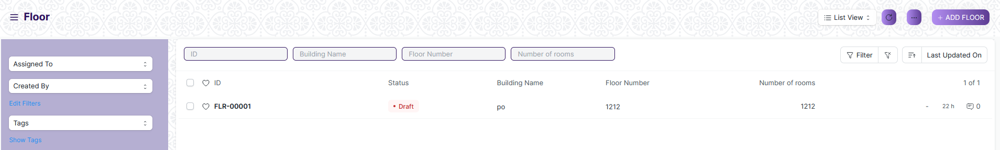 Floor
List View
... + ADD FLOOR
Assigned To
Created By
Edit Filters
Tags
Show Tags
ID Building Name Floor Number Number of rooms
Filter Last Updated On
ID Status Building Name Floor Number Number of rooms 1 of 1
FLR-00001 • Draft po 1212 1212 - 22 h 0